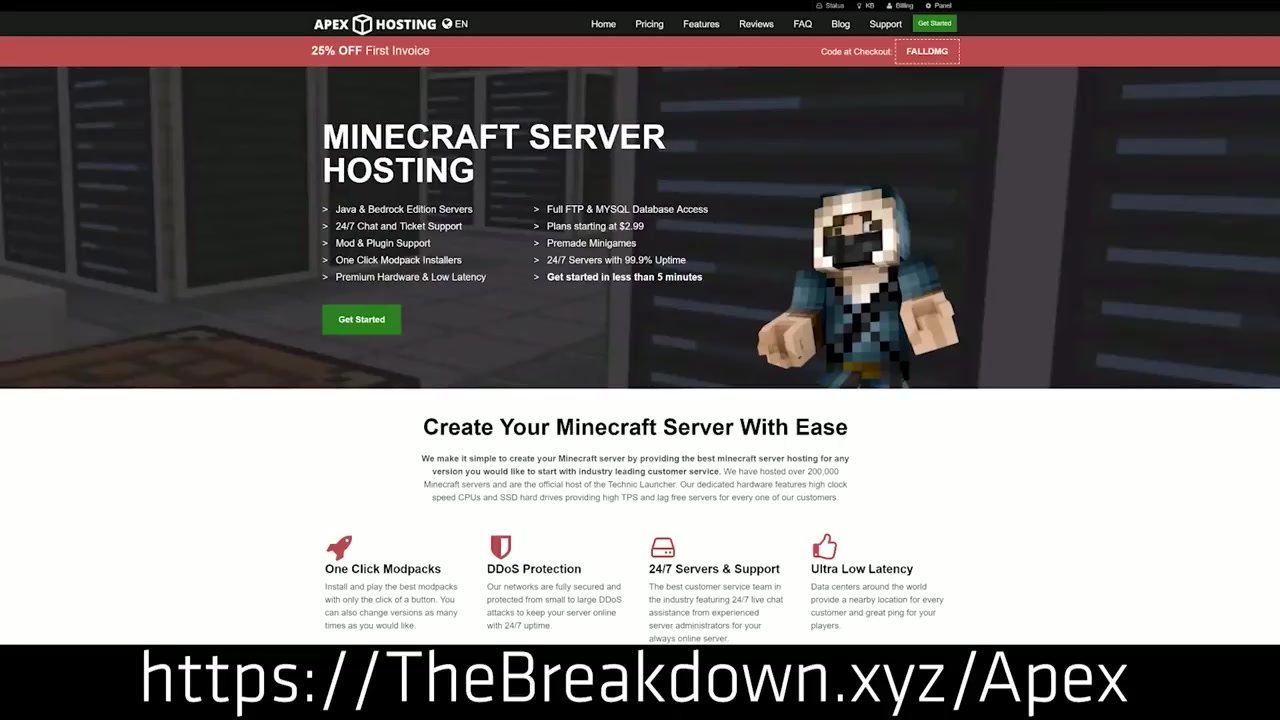 Status KB Billing Panel
APEX HOSTING EN Home Pricing Features Reviews FAQ Blog Support Get Started
25% OFF First Invoice Code at Checkout: FALLDMG
MINECRAFT SERVER
HOSTING
> Java & Bedrock Edition Servers
> 24/7 Chat and Ticket Support
> Mod & Plugin Support
> One Click Modpack Installers
> Premium Hardware & Low Latency
> Full FTP & MYSQL Database Access
> Plans starting at $2.99
> Premade Minigames
> 24/7 Servers with 99.9% Uptime
> Get started in less than 5 minutes
Get Started
Create Your Minecraft Server With Ease
We make it simple to create your Minecraft server by providing the best minecraft server hosting for any
version you would like to start with industry leading customer service. We have hosted over 200,000
Minecraft servers and are the official host of the Technic Launcher. Our dedicated hardware features high clock
speed CPUs and SSD hard drives providing high TPS and lag free servers for every one of our customers.
One Click Modpacks
Install and play the best modpacks
with only the click of a button. You
can also change versions as many
times as you would like.
DDoS Protection
Our networks are fully secured and
protected from small to large DDoS
attacks to keep your server online
with 24/7 uptime.
24/7 Servers & Support
The best customer service team in
the industry featuring 24/7 live chat
assistance from experienced
server administrators for your
always online server.
Ultra Low Latency
Data centers around the world
provide a nearby location for every
customer and great ping for your
players.
https://TheBreakdown.xyz/Apex